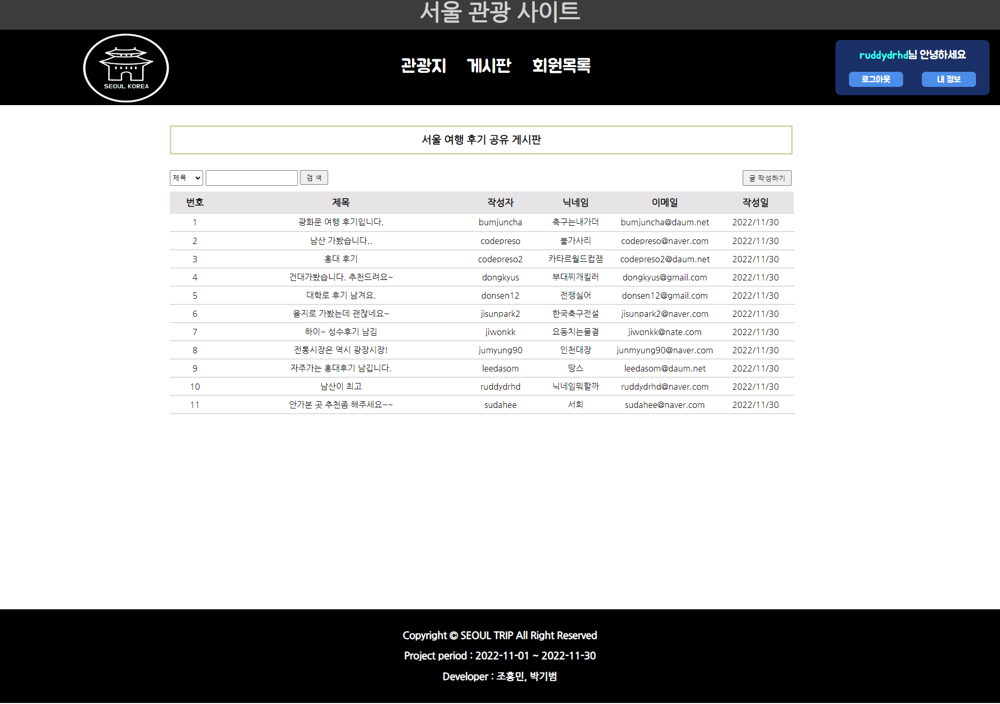 서울 관광 사이트
SEOUL KOREA
관광지 게시판 회원목록
ruddydrhd님 안녕하세요
로그아웃 내 정보
서울 여행 후기 공유 게시판
제목 검 색 글 작성하기
번호 제목 작성자 닉네임 이메일 작성일
1 광화문 여행 후기입니다. bumjuncha 축구는내가더 bumjuncha@daum.net 2022/11/30
2 남산 가봤습니다.. codepreso 불가사리 codepreso@naver.com 2022/11/30
3 홍대 후기 codepreso2 카타르월드컵잼 codepreso2@daum.net 2022/11/30
4 건대가봤습니다. 추천드려요~ dongkyus 부대찌개킬러 dongkyus@gmail.com 2022/11/30
5 대학로 후기 남겨요. donsen12 전쟁싫어 donsen12@gmail.com 2022/11/30
6 을지로 가봤는데 괜찮네요~ jisunpark2 한국축구전설 jisunpark2@naver.com 2022/11/30
7 하이~ 성수후기 남김 jiwonkk 요동치는물결 jiwonkk@nate.com 2022/11/30
8 전통시장은 역시 광장시장! jumyung90 인천대장 junmyung90@naver.com 2022/11/30
9 자주가는 홍대후기 남깁니다. leedasom 땅스 leedasom@daum.net 2022/11/30
10 남산이 최고 ruddydrhd 닉네임뭐할까 ruddydrhd@naver.com 2022/11/30
11 안가본 곳 추천좀 해주세요~~ sudahee 서희 sudahee@naver.com 2022/11/30
Copyright © SEOUL TRIP All Right Reserved
Project period : 2022-11-01 ~ 2022-11-30
Developer : 조홍민, 박기범